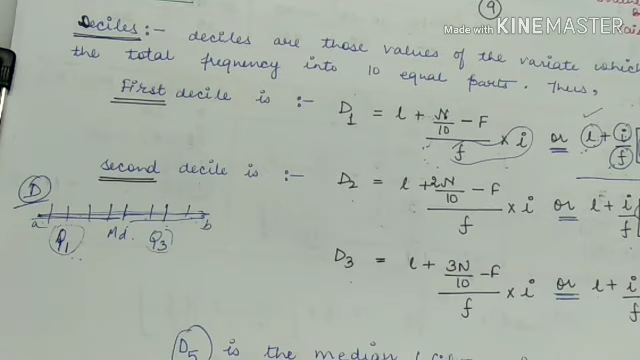 9
Made with KINEMASTER
Deciles :- deciles are those values of the variate which
the total frequency into 10 equal parts. Thus,
First decile is :- D₁ = l + (N/10 - F)/f × i or l + i/f
Second decile is :- D₂ = l + (2N/10 - F)/f × i or l + i/f
D
a Q₁ Md. Q₃ b
D₃ = l + (3N/10 - F)/f × i or l + i/f
D₅ is the median